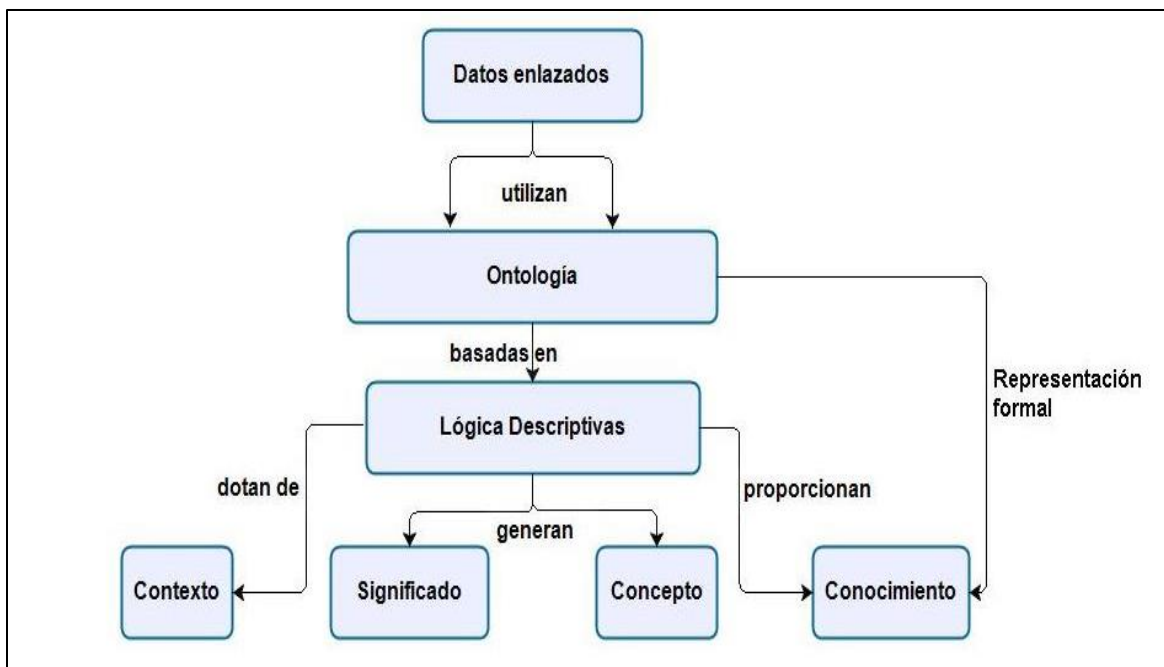 Datos enlazados
utilizan
Ontología
basadas en
Representación
formal
Lógica Descriptivas
dotan de
proporcionan
generan
Contexto
Significado
Concepto
Conocimiento